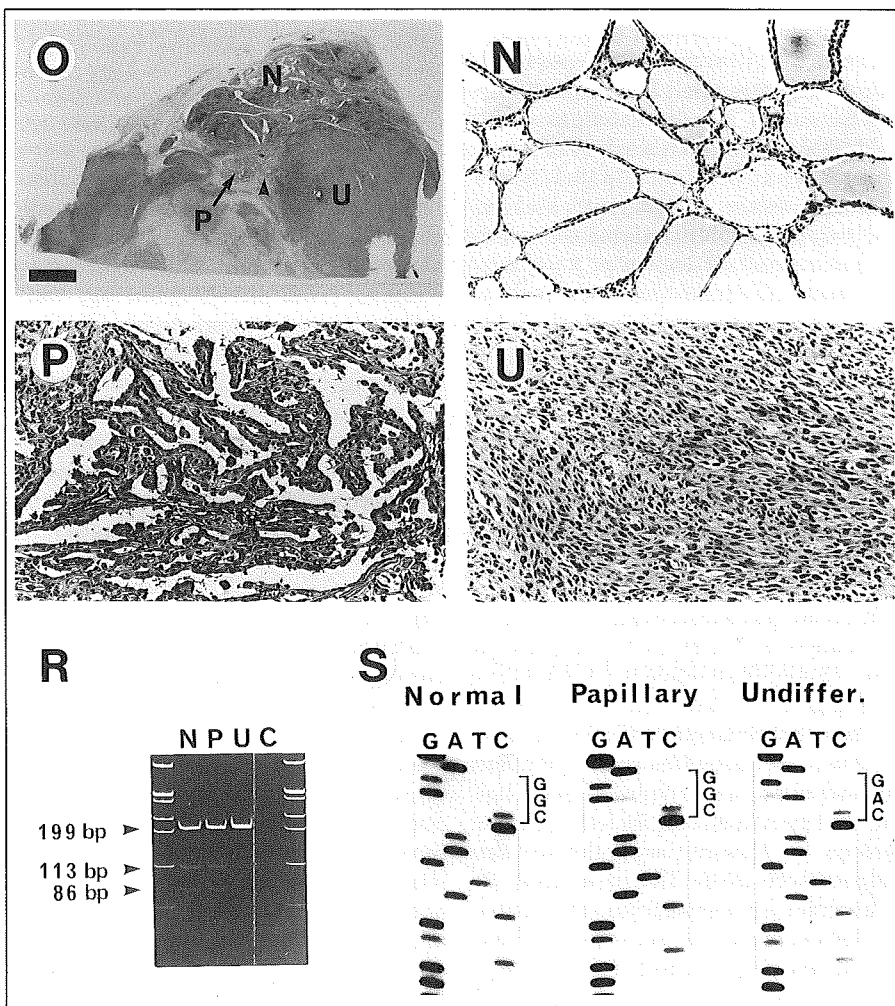 O
N
P
U
N
P
U
R
N P U C
199 bp
113 bp
86 bp
S
Normal Papillary Undiffer.
G A T C G A T C G A T C
G
G
C
G
G
C
G
A
C